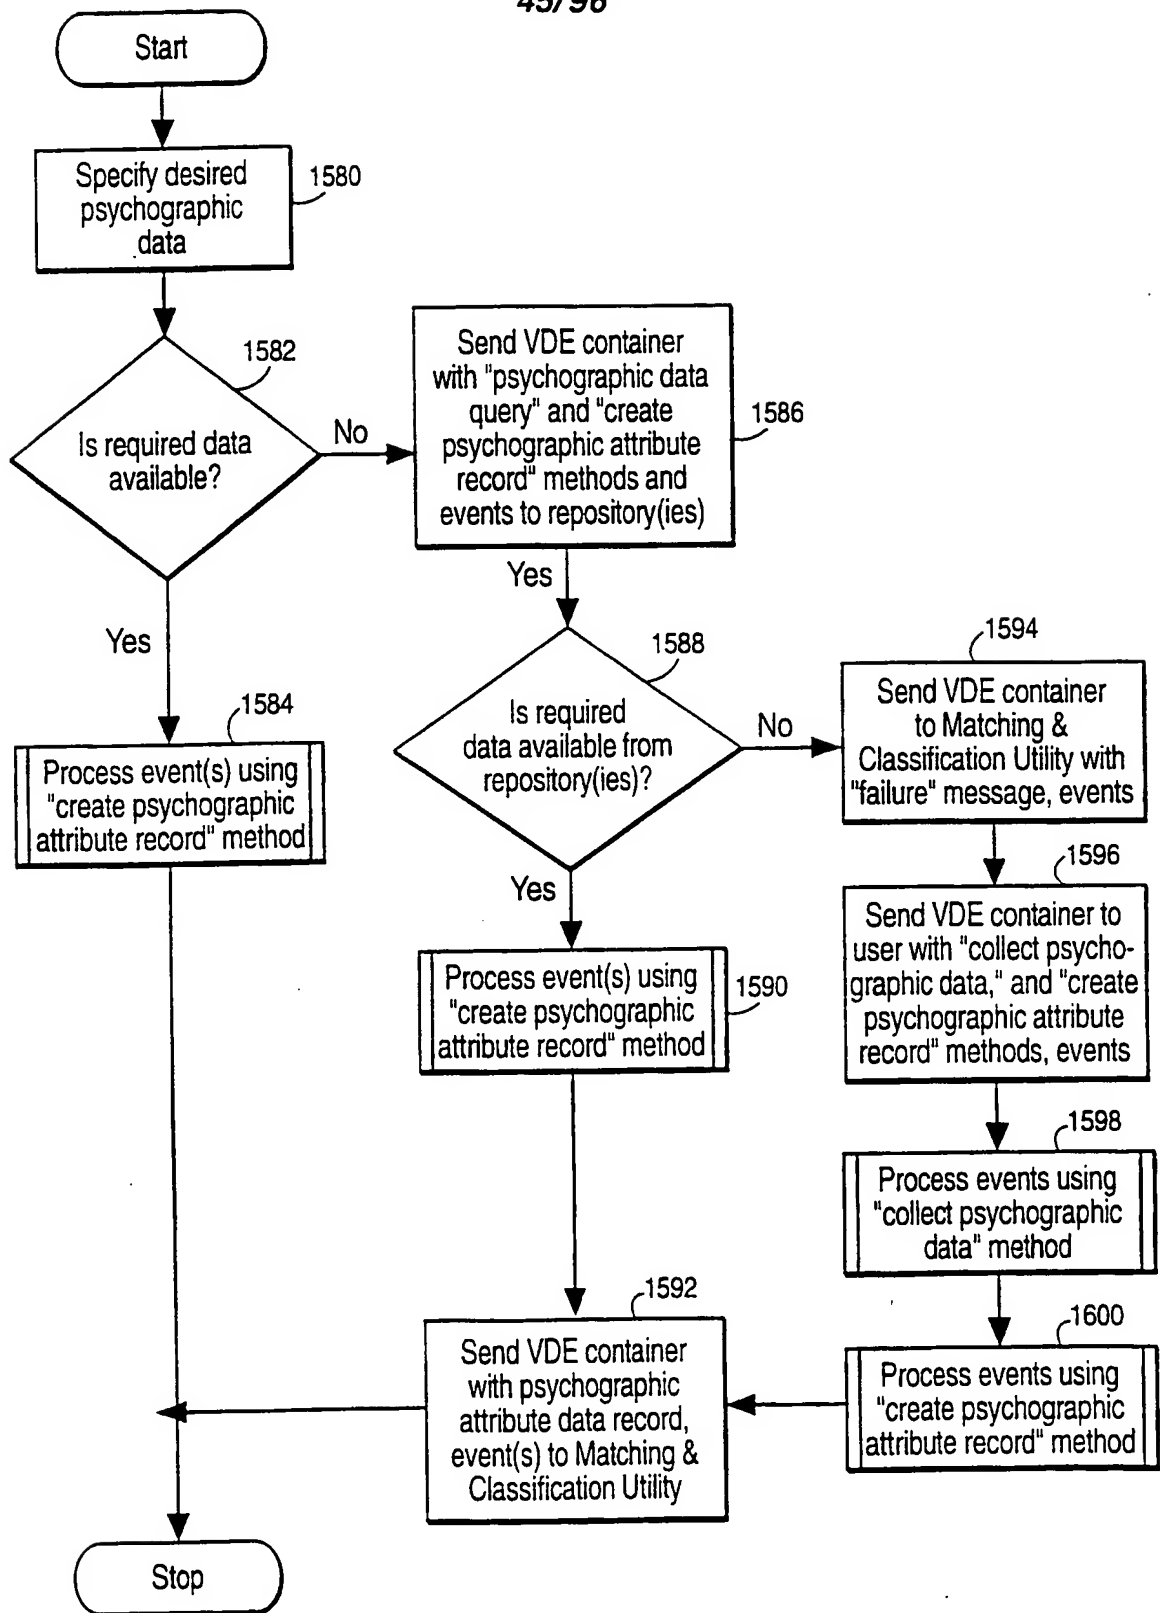 45/96
Start
Specify desired
psychographic
data
1580
1582
Is required data
available?
No
Yes
Send VDE container
with "psychographic data
query" and "create
psychographic attribute
record" methods and
events to repository(ies)
1586
Yes
1584
Process event(s) using
"create psychographic
attribute record" method
1588
Is required
data available from
repository(ies)?
No
Yes
1594
Send VDE container
to Matching &
Classification Utility with
"failure" message, events
1596
Send VDE container to
user with "collect psycho-
graphic data," and "create
psychographic attribute
record" methods, events
Process event(s) using
"create psychographic
attribute record" method
1590
1598
Process events using
"collect psychographic
data" method
1592
Send VDE container
with psychographic
attribute data record,
event(s) to Matching &
Classification Utility
1600
Process events using
"create psychographic
attribute record" method
Stop